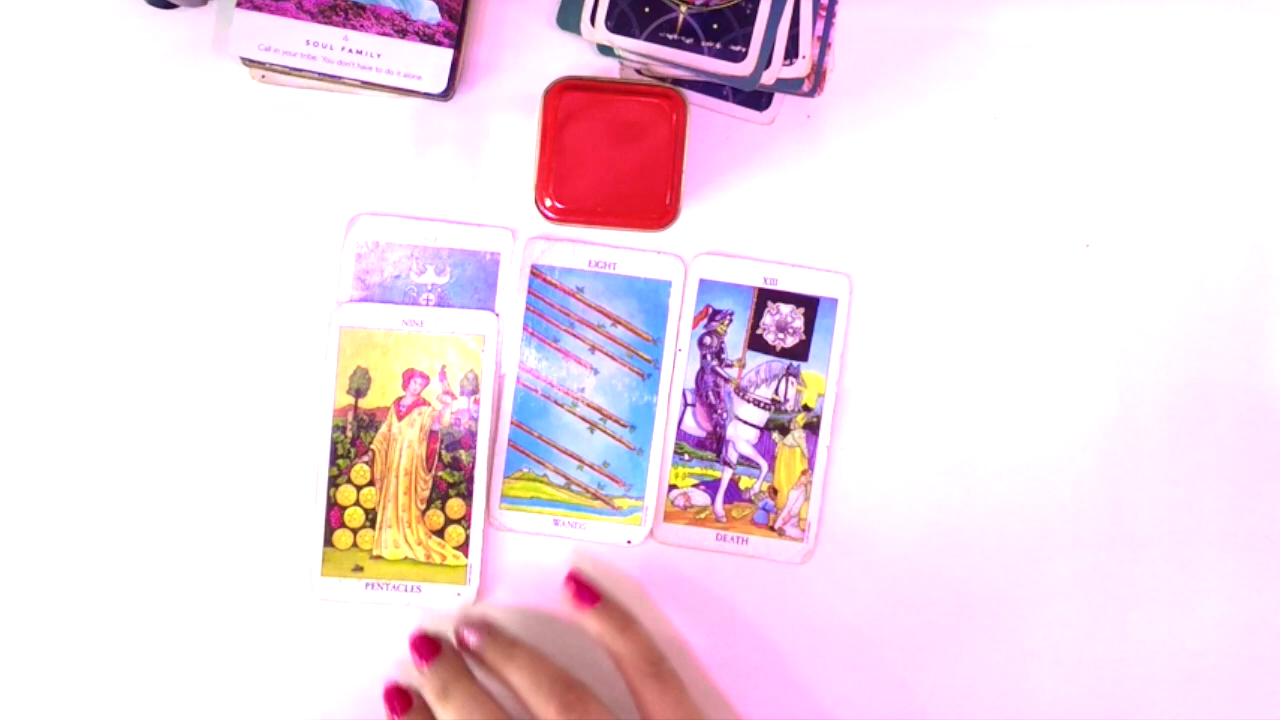 4
SOUL FAMILY
Call in your tribe. You don't have to do it alone.
EIGHT
XIII
NINE
WANDS
DEATH
PENTACLES